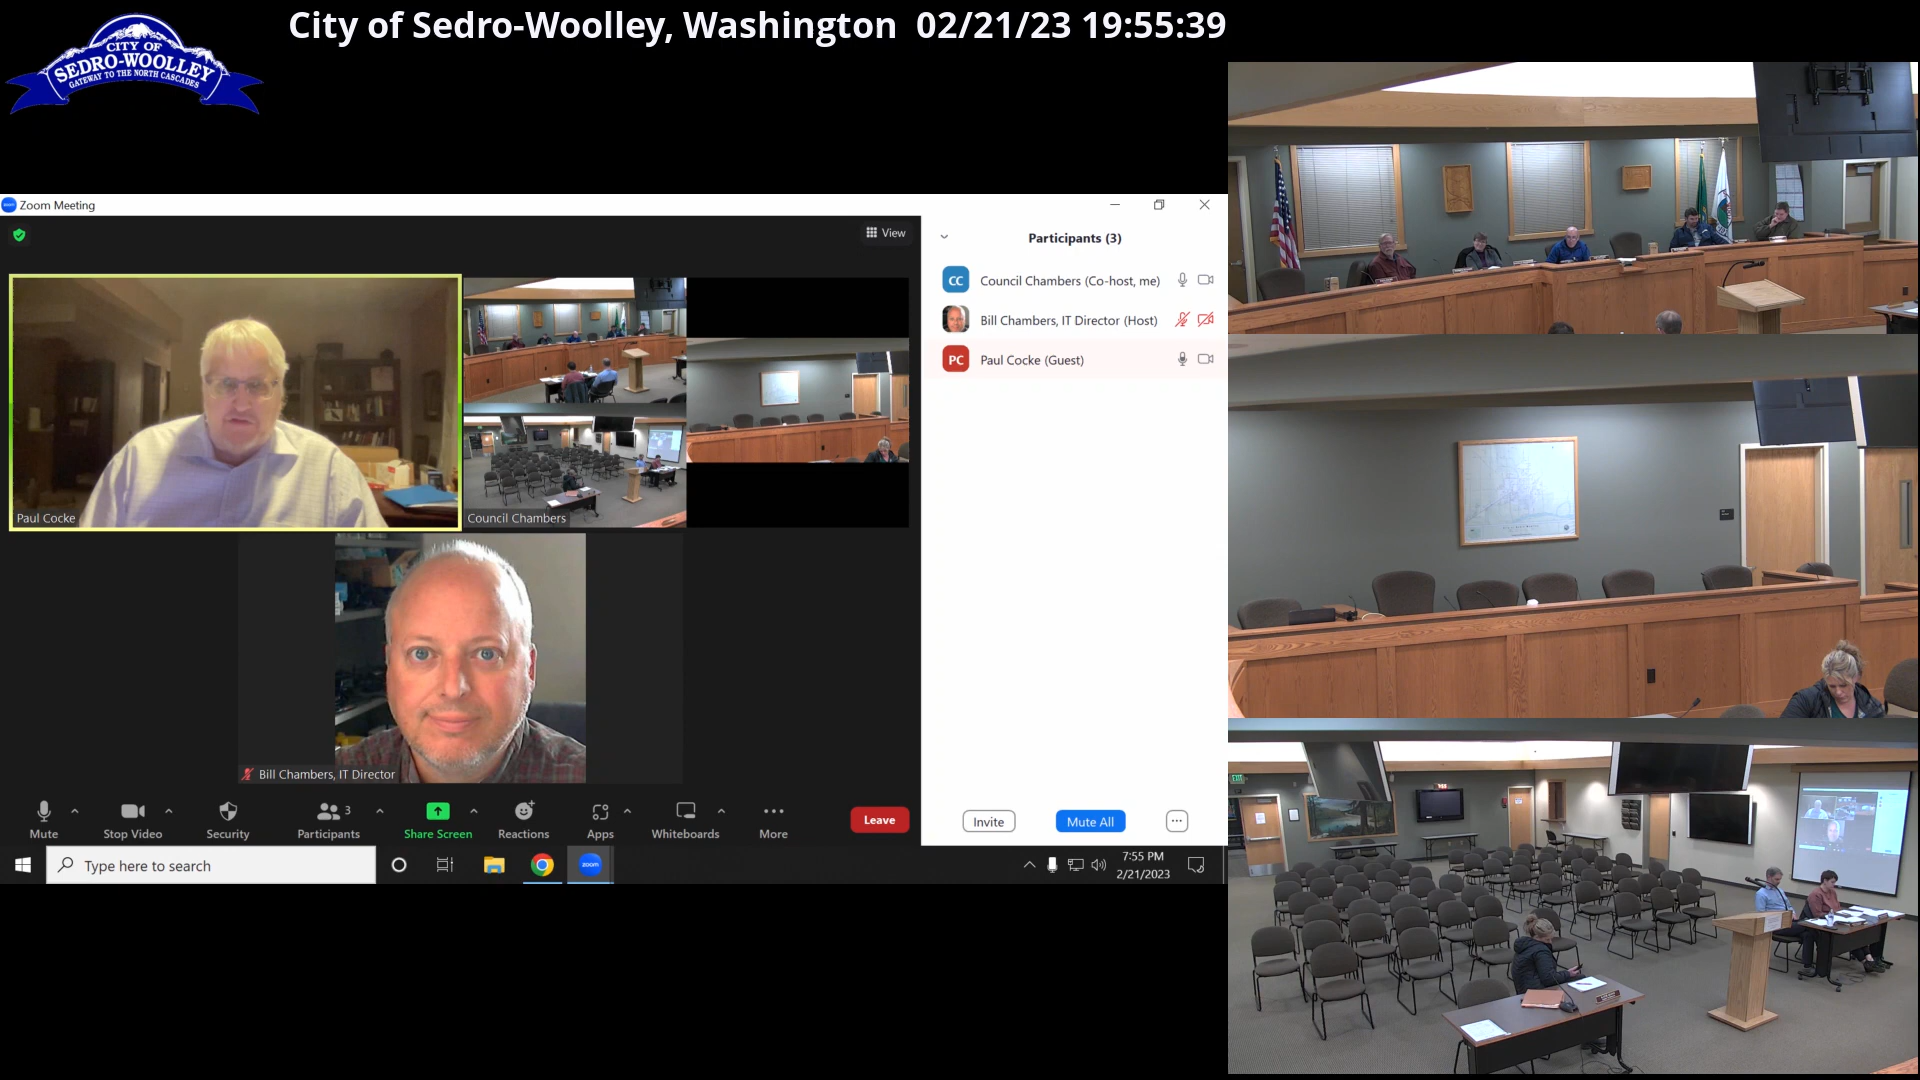 City of Sedro-Woolley, Washington 02/21/23 19:55:39
CITY OF
SEDRO-WOOLLEY
GATEWAY TO THE NORTH CASCADES
Zoom Meeting
View
Participants (3)
CC Council Chambers (Co-host, me)
Bill Chambers, IT Director (Host)
PC Paul Cocke (Guest)
Paul Cocke
Council Chambers
Bill Chambers, IT Director
Invite
Mute All
Mute
Stop Video
Security
3
Participants
Share Screen
Reactions
Apps
Whiteboards
More
Leave
Type here to search
zoom
7:55 PM
2/21/2023